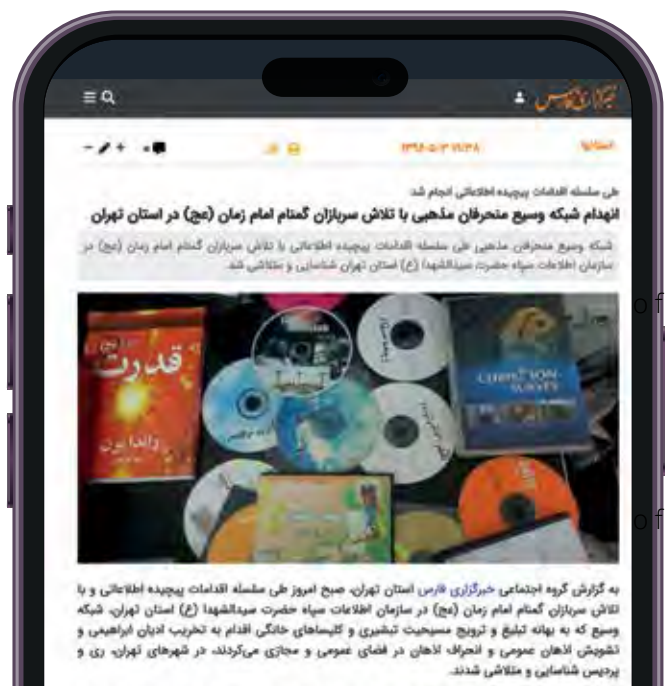 خبرگزاری فارس
استانها
طی سلسله اقدامات پیچیده اطلاعاتی انجام شد
انهدام شبکه وسیع منحرفان مذهبی با تلاش سربازان گمنام امام زمان (عج) در استان تهران
شبکه وسیع منحرفان مذهبی طی سلسله اقدامات پیچیده اطلاعاتی با تلاش سربازان گمنام امام زمان (عج) در
سازمان اطلاعات سپاه حضرت سیدالشهدا (ع) استان تهران شناسایی و متلاشی شد.
of
قدرت
راندا برن
of
به گزارش گروه اجتماعی خبرگزاری فارس استان تهران، صبح امروز طی سلسله اقدامات پیچیده اطلاعاتی و با
تلاش سربازان گمنام امام زمان (عج) در سازمان اطلاعات سپاه حضرت سیدالشهدا (ع) استان تهران، شبکه
وسیع که به بهانه تبلیغ و ترویج مسیحیت تبشیری و کلیساهای خانگی اقدام به تخریب ادیان ابراهیمی و
تشویش اذهان عمومی و انحراف اذهان در فضای عمومی و مجازی می‌کردند، در شهرهای تهران، ری و
پردیس شناسایی و متلاشی شدند.